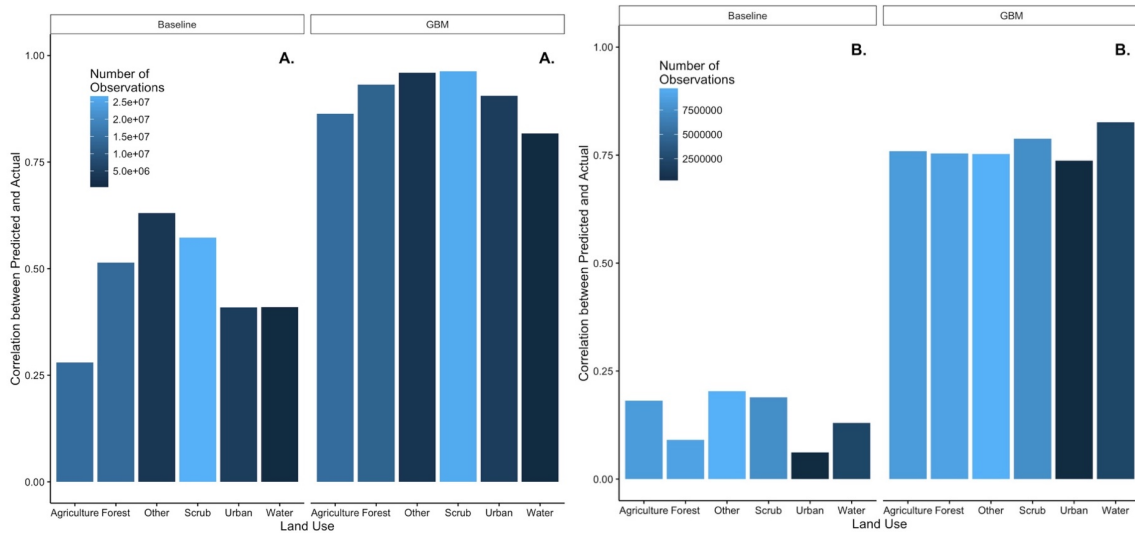 Baseline
GBM
A.
A.
Correlation between Predicted and Actual
1.00
0.75
0.50
0.25
0.00
Number of
Observations
2.5e+07
2.0e+07
1.5e+07
1.0e+07
5.0e+06
Agriculture Forest Other Scrub Urban Water
Agriculture Forest Other Scrub Urban Water
Land Use
Baseline
GBM
B.
B.
Correlation between Predicted and Actual
1.00
0.75
0.50
0.25
0.00
Number of
Observations
7500000
5000000
2500000
Agriculture Forest Other Scrub Urban Water
Agriculture Forest Other Scrub Urban Water
Land Use